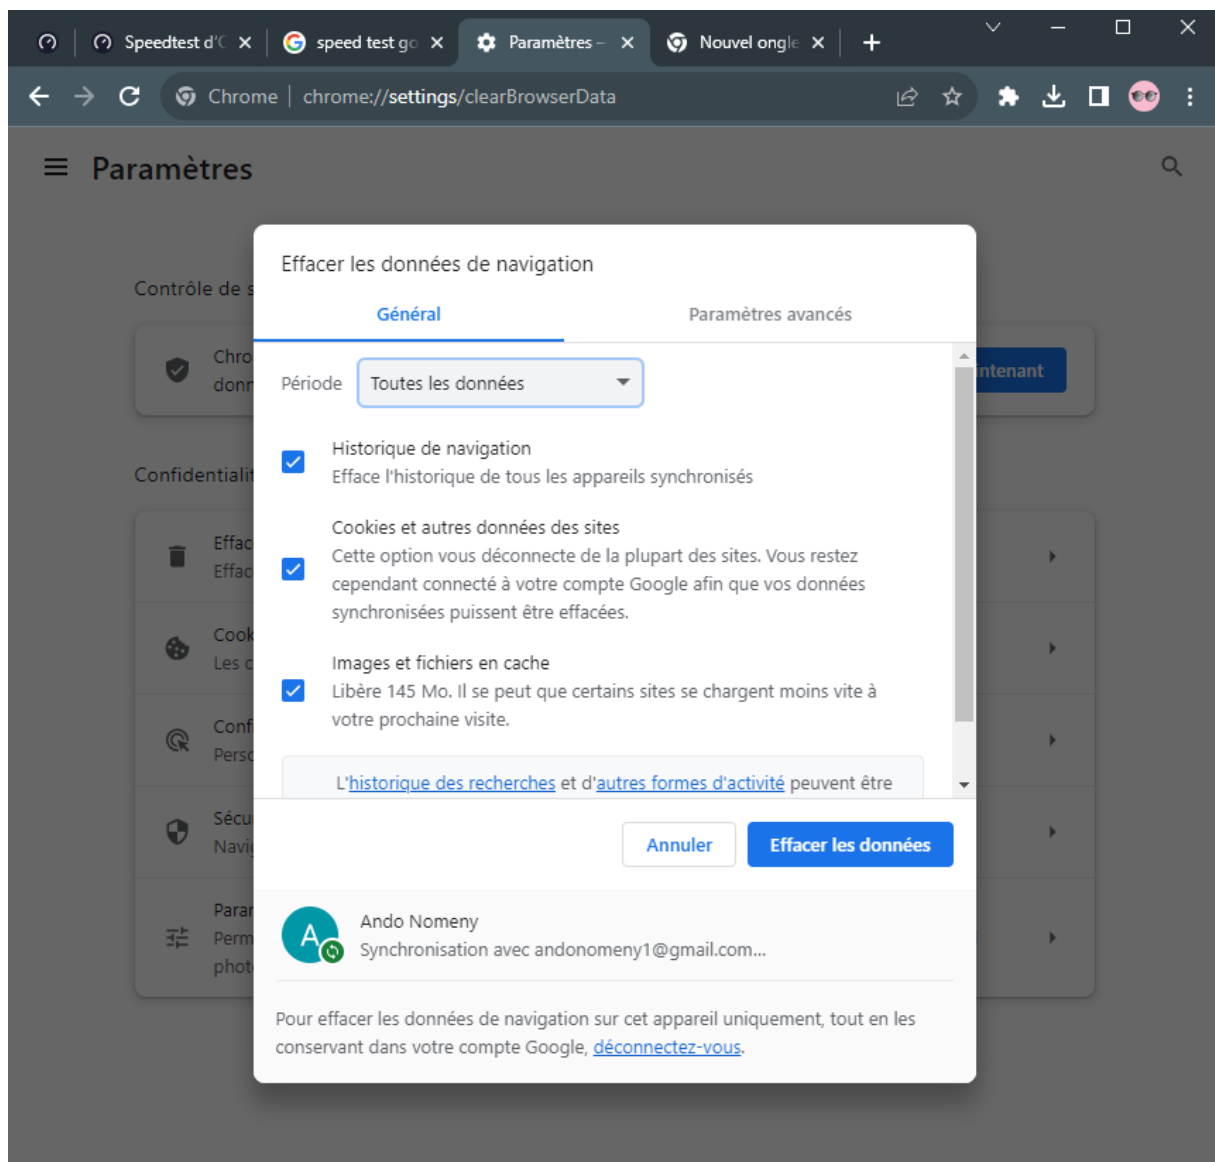 Speedtest d'O
speed test go
Paramètres –
Nouvel ongle
Chrome
chrome://settings/clearBrowserData
Paramètres
Effacer les données de navigation
Contrôle de s
Général
Paramètres avancés
Chro
donn
intenant
Période
Toutes les données
Historique de navigation
Efface l'historique de tous les appareils synchronisés
Confidentialit
Cookies et autres données des sites
Cette option vous déconnecte de la plupart des sites. Vous restez
cependant connecté à votre compte Google afin que vos données
synchronisées puissent être effacées.
Effac
Effac
Cook
Les c
Images et fichiers en cache
Libère 145 Mo. Il se peut que certains sites se chargent moins vite à
votre prochaine visite.
Conf
Perso
L'historique des recherches et d'autres formes d'activité peuvent être
Sécu
Navig
Annuler
Effacer les données
Parar
Perm
phot
A
Ando Nomeny
Synchronisation avec andonomeny1@gmail.com...
Pour effacer les données de navigation sur cet appareil uniquement, tout en les
conservant dans votre compte Google, déconnectez-vous.